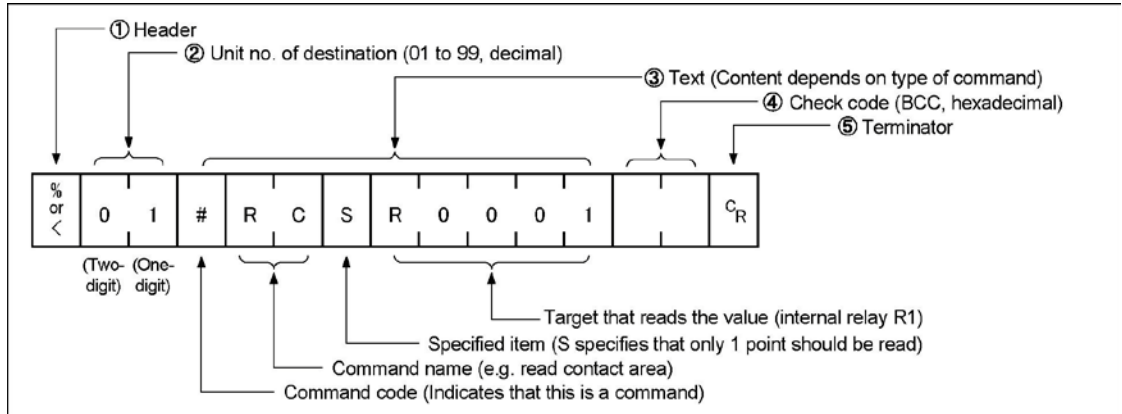 ① Header
② Unit no. of destination (01 to 99, decimal)
③ Text (Content depends on type of command)
④ Check code (BCC, hexadecimal)
⑤ Terminator
% or < 0 1 # R C S R 0 0 0 1 CR
(Two-digit) (One-digit)
Target that reads the value (internal relay R1)
Specified item (S specifies that only 1 point should be read)
Command name (e.g. read contact area)
Command code (Indicates that this is a command)